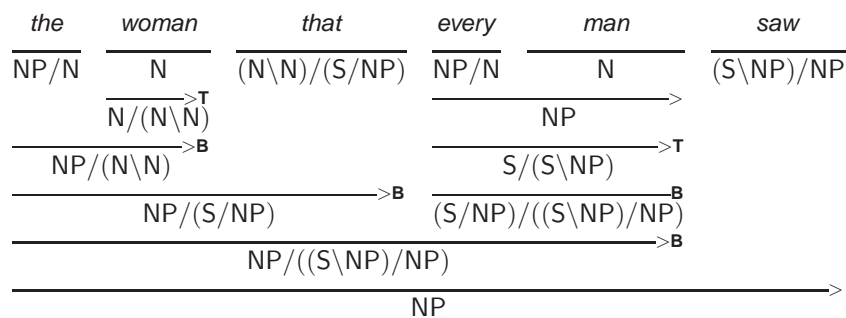 the woman that every man saw
NP/N N (N\N)/(S/NP) NP/N N (S\NP)/NP
>T >
N/(N\N) NP
>B >T
NP/(N\N) S/(S\NP)
>B B
NP/(S/NP) (S/NP)/((S\NP)/NP)
>B
NP/((S\NP)/NP)
>
NP